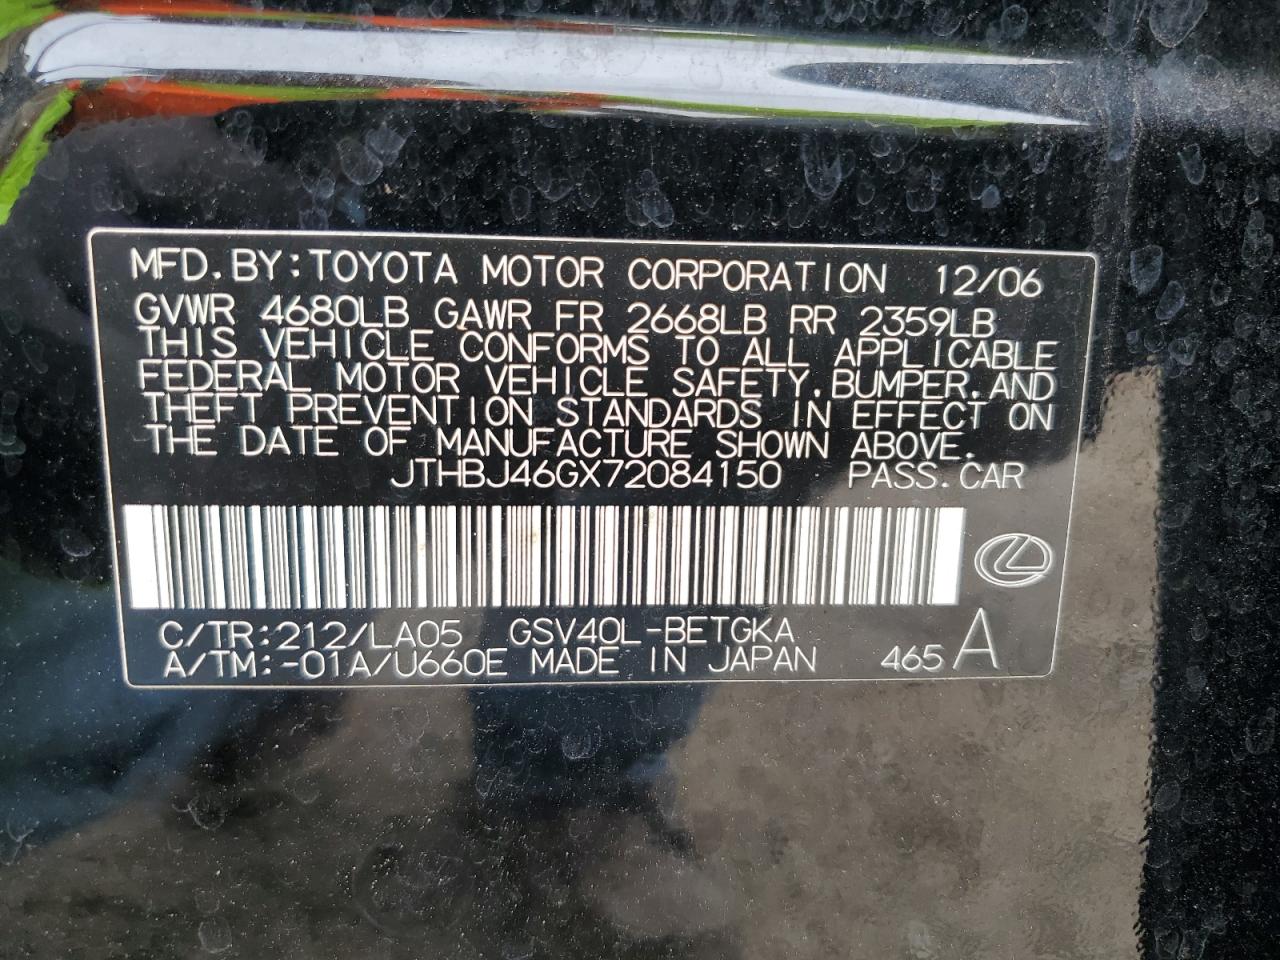 MFD.BY:TOYOTA MOTOR CORPORATION 12/06
GVWR 4680LB GAWR FR 2668LB RR 2359LB
THIS VEHICLE CONFORMS TO ALL APPLICABLE
FEDERAL MOTOR VEHICLE SAFETY,BUMPER,AND
THEFT PREVENTION STANDARDS IN EFFECT ON
THE DATE OF MANUFACTURE SHOWN ABOVE.
JTHBJ46GX72084150 PASS.CAR
C/TR:212/LA05 GSV40L-BETGKA
A/TM:-01A/U660E MADE IN JAPAN 465 A